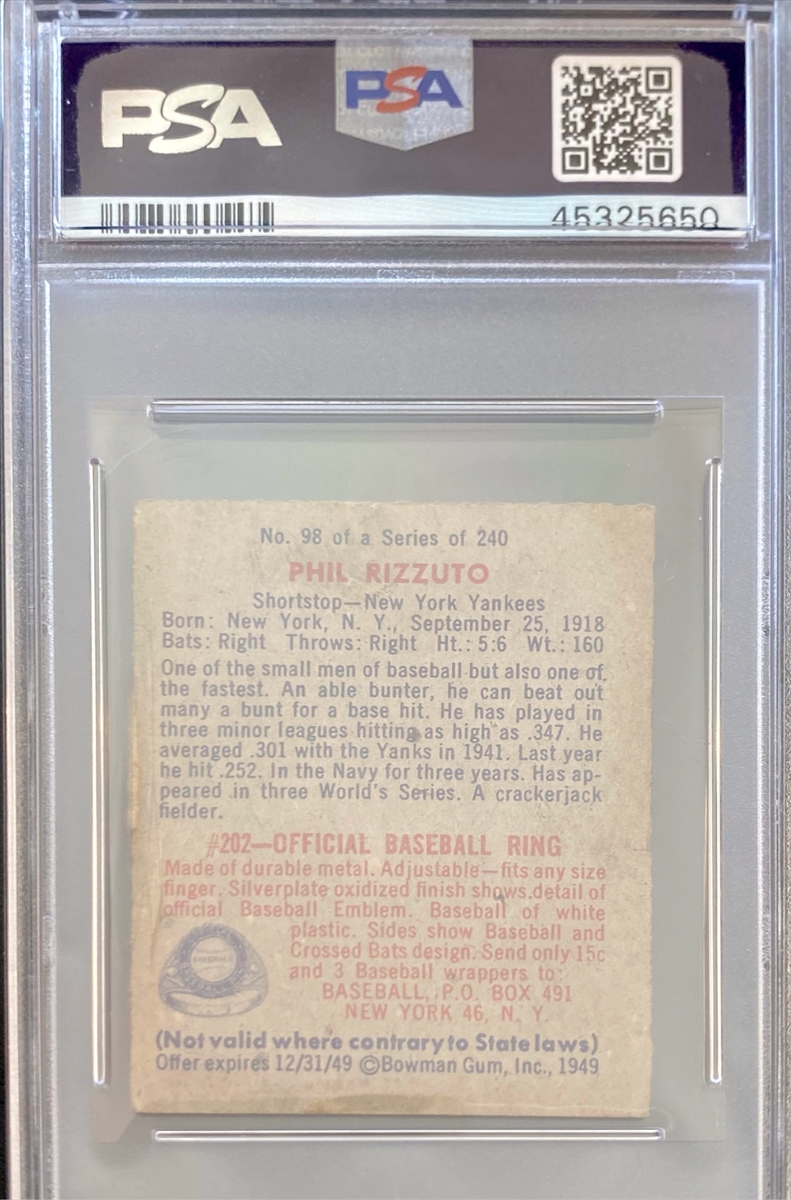 PSA
PSA
45325650
No. 98 of a Series of 240
PHIL RIZZUTO
Shortstop—New York Yankees
Born: New York, N. Y., September 25, 1918
Bats: Right Throws: Right Ht.: 5:6 Wt.: 160
One of the small men of baseball but also one of
the fastest. An able bunter, he can beat out
many a bunt for a base hit. He has played in
three minor leagues hitting as high as .347. He
averaged .301 with the Yanks in 1941. Last year
he hit .252. In the Navy for three years. Has ap-
peared in three World's Series. A crackerjack
fielder.
#202—OFFICIAL BASEBALL RING
Made of durable metal. Adjustable—fits any size
finger. Silverplate oxidized finish shows detail of
official Baseball Emblem. Baseball of white
plastic. Sides show Baseball and
Crossed Bats design. Send only 15c
and 3 Baseball wrappers to:
BASEBALL, P.O. BOX 491
NEW YORK 46, N. Y.
(Not valid where contrary to State laws)
Offer expires 12/31/49 ©Bowman Gum, Inc., 1949